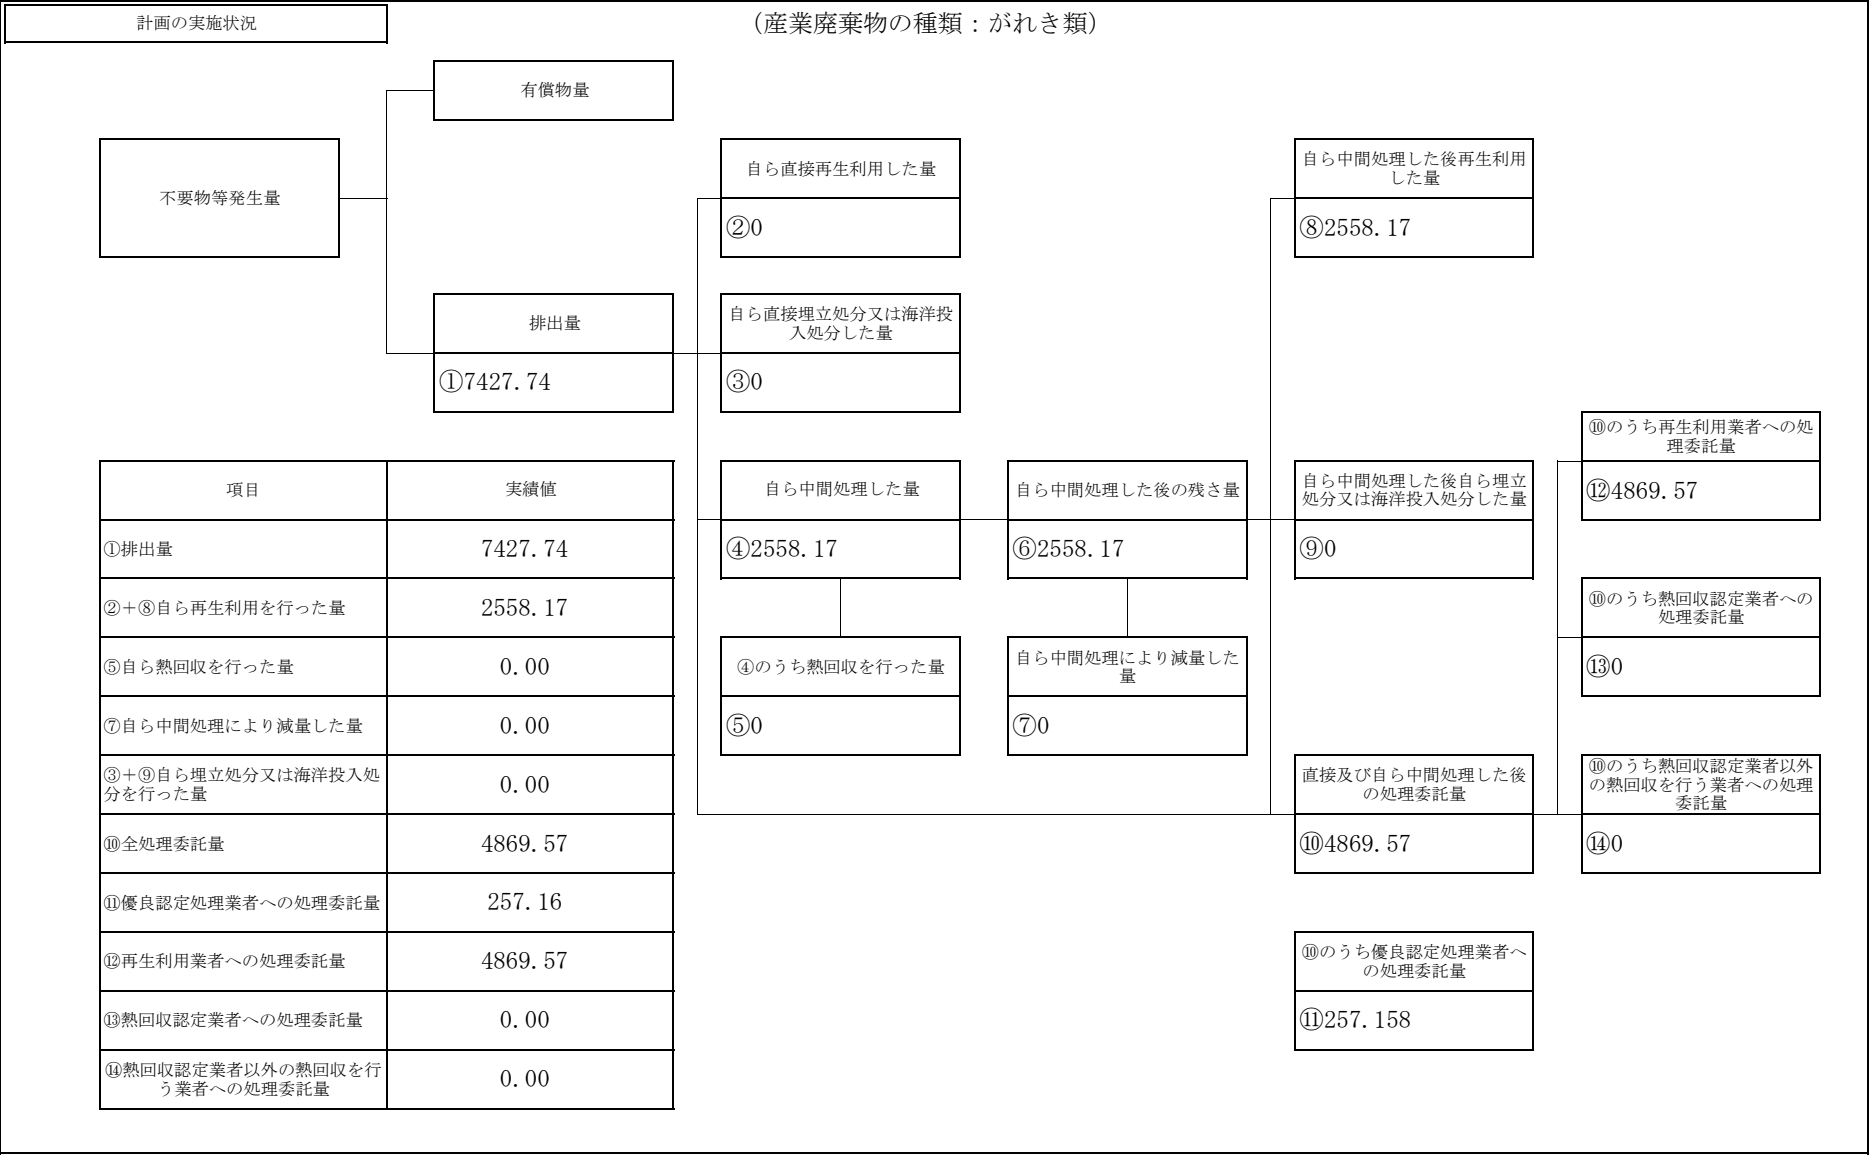 計画の実施状況
（産業廃棄物の種類：がれき類）
有償物量
不要物等発生量
排出量
①7427.74
自ら直接再生利用した量
②0
自ら直接埋立処分又は海洋投
入処分した量
③0
自ら中間処理した量
④2558.17
④のうち熱回収を行った量
⑤0
自ら中間処理した後の残さ量
⑥2558.17
自ら中間処理により減量した
量
⑦0
自ら中間処理した後再生利用
した量
⑧2558.17
自ら中間処理した後自ら埋立
処分又は海洋投入処分した量
⑨0
直接及び自ら中間処理した後
の処理委託量
⑩4869.57
⑩のうち優良認定処理業者へ
の処理委託量
⑪257.158
⑩のうち再生利用業者への処
理委託量
⑫4869.57
⑩のうち熱回収認定業者への
処理委託量
⑬0
⑩のうち熱回収認定業者以外
の熱回収を行う業者への処理
委託量
⑭0
項目 実績値
①排出量 7427.74
②＋⑧自ら再生利用を行った量 2558.17
⑤自ら熱回収を行った量 0.00
⑦自ら中間処理により減量した量 0.00
③＋⑨自ら埋立処分又は海洋投入処
分を行った量 0.00
⑩全処理委託量 4869.57
⑪優良認定処理業者への処理委託量 257.16
⑫再生利用業者への処理委託量 4869.57
⑬熱回収認定業者への処理委託量 0.00
⑭熱回収認定業者以外の熱回収を行
う業者への処理委託量 0.00